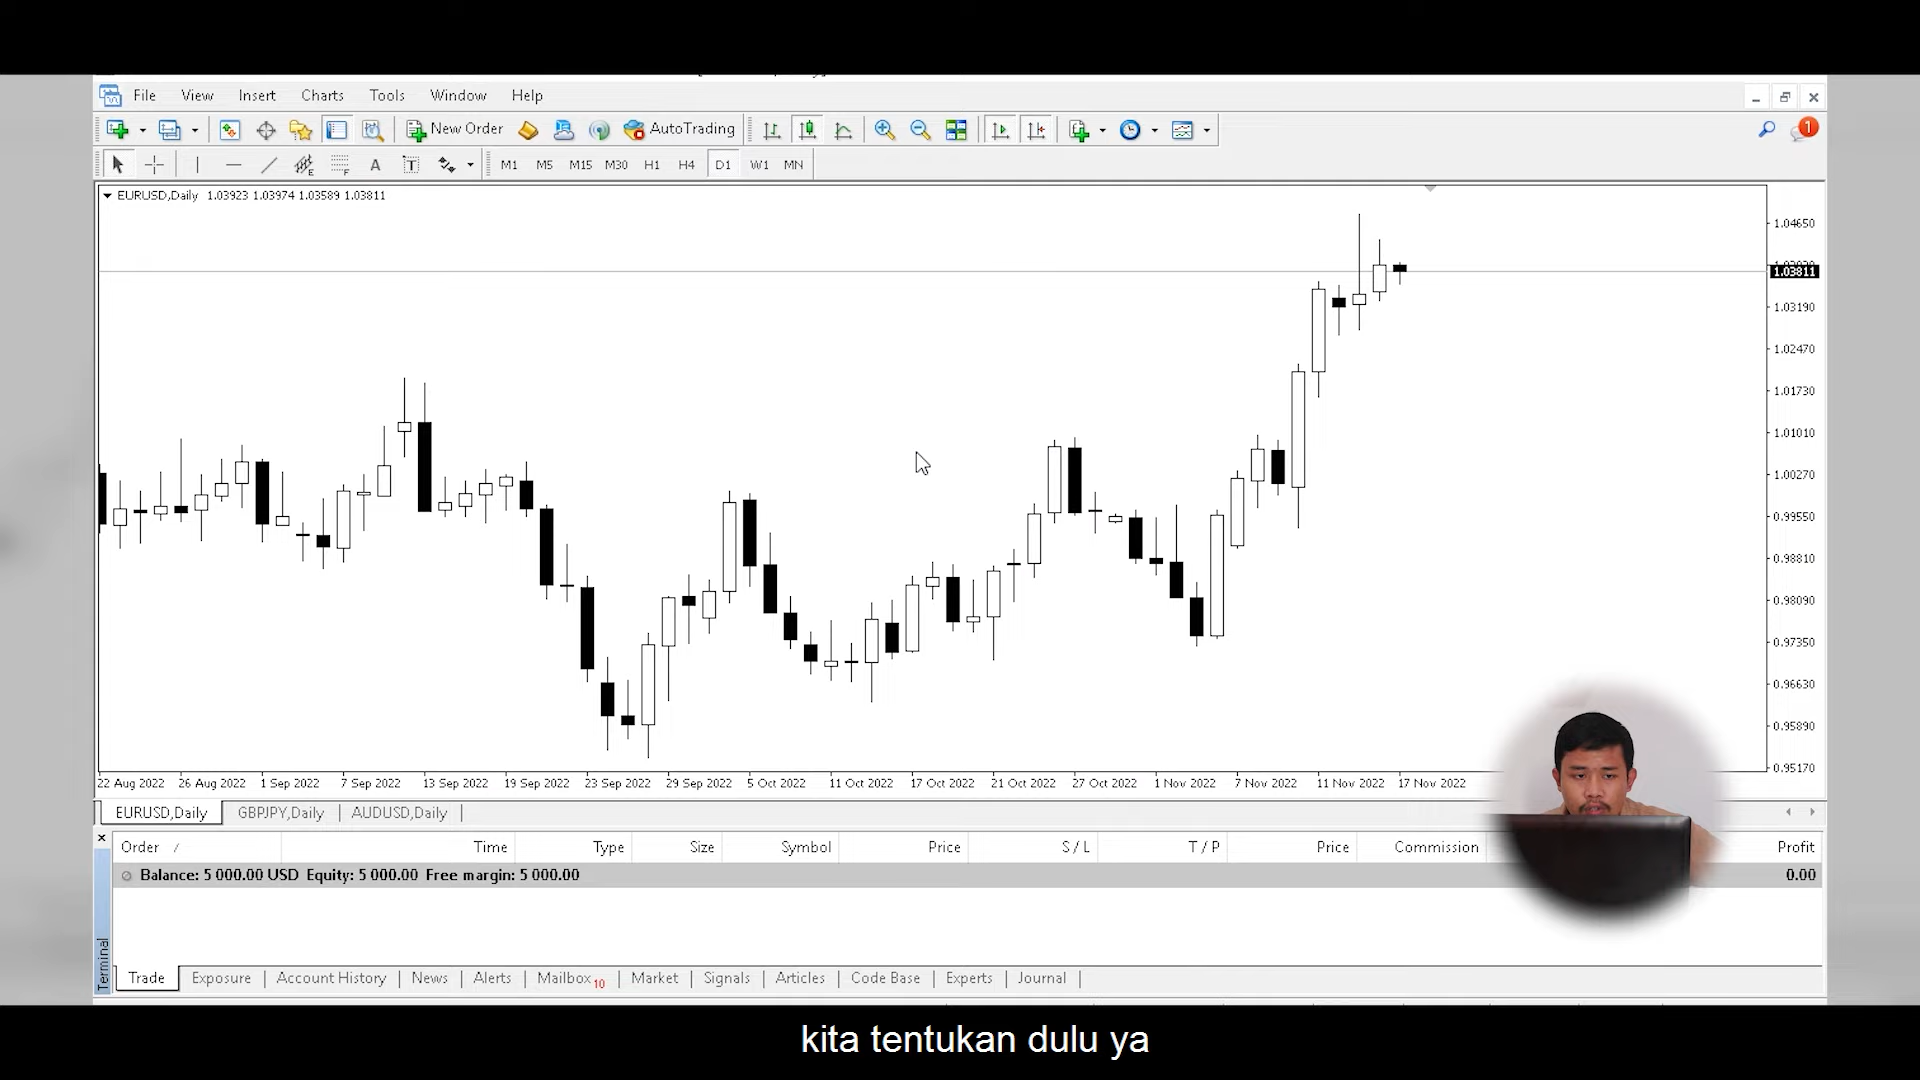 File View Insert Charts Tools Window Help
New Order AutoTrading 1
A T E F M1 M5 M15 M30 H1 H4 D1 W1 MN
EURUSD,Daily 1.03923 1.03974 1.03589 1.03811
1.04650
1.03811
1.03190
1.02470
1.01730
1.01010
1.00270
0.99550
0.98810
0.98090
0.97350
0.96630
0.95890
0.95170
22 Aug 2022 26 Aug 2022 1 Sep 2022 7 Sep 2022 13 Sep 2022 19 Sep 2022 23 Sep 2022 29 Sep 2022 5 Oct 2022 11 Oct 2022 17 Oct 2022 21 Oct 2022 27 Oct 2022 1 Nov 2022 7 Nov 2022 11 Nov 2022 17 Nov 2022
EURUSD,Daily GBPJPY,Daily AUDUSD,Daily
Order / Time Type Size Symbol Price S / L T / P Price Commission Profit
Balance: 5 000.00 USD Equity: 5 000.00 Free margin: 5 000.00 0.00
Terminal
Trade Exposure Account History News Alerts Mailbox 10 Market Signals Articles Code Base Experts Journal
kita tentukan dulu ya